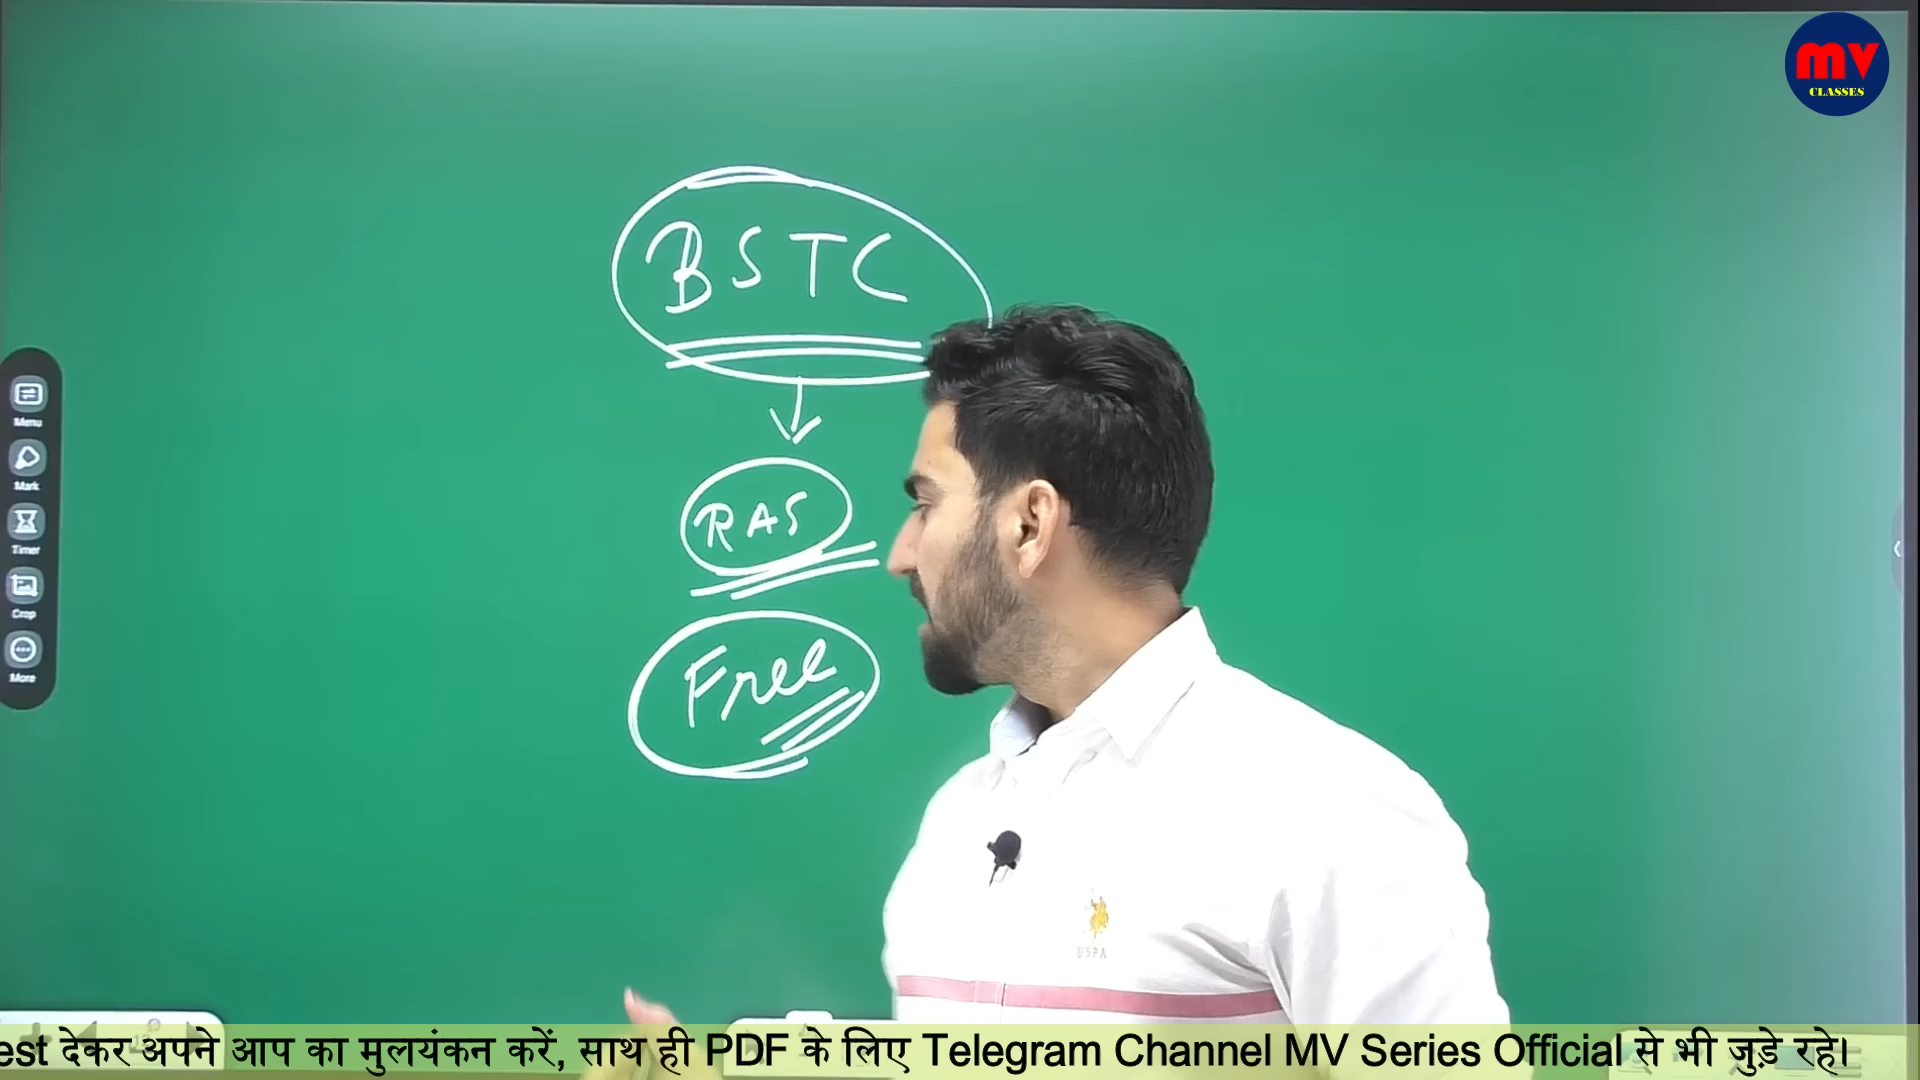 MV
CLASSES
BSTC
RAS
Free
Menu
Mark
Timer
Crop
More
USPA
est देकर अपने आप का मुलयंकन करें, साथ ही PDF के लिए Telegram Channel MV Series Official से भी जुड़े रहे।